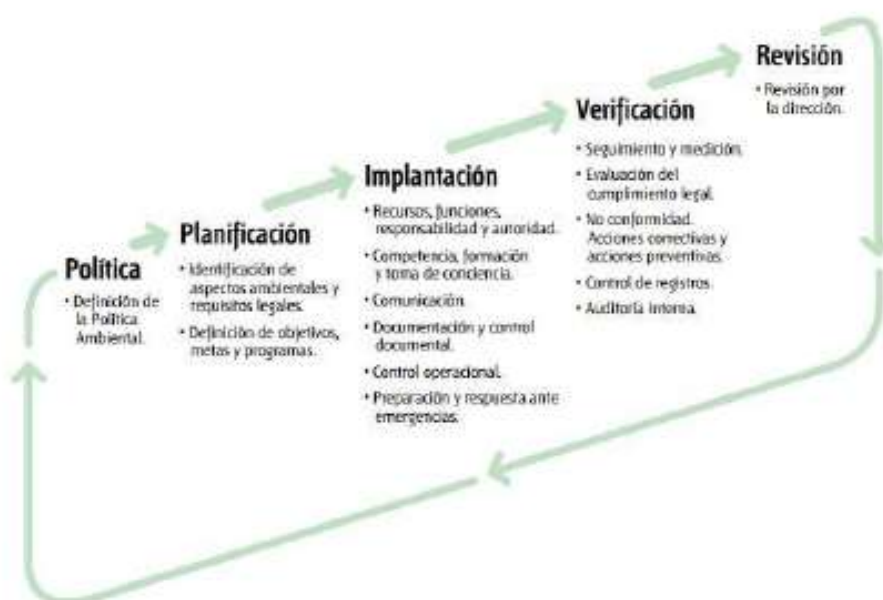 Política
• Definición de
la Política
Ambiental.
Planificación
• Identificación de
aspectos ambientales y
requisitos legales.
• Definición de objetivos,
metas y programas.
Implantación
• Recursos, funciones,
responsabilidad y autoridad.
• Competencia, formación
y toma de conciencia.
• Comunicación.
• Documentación y control
documental.
• Control operacional.
• Preparación y respuesta ante
emergencias.
Verificación
• Seguimiento y medición.
• Evaluación del
cumplimiento legal.
• No conformidad.
Acciones correctivas y
acciones preventivas.
• Control de registros.
• Auditoría interna.
Revisión
• Revisión por
la dirección.